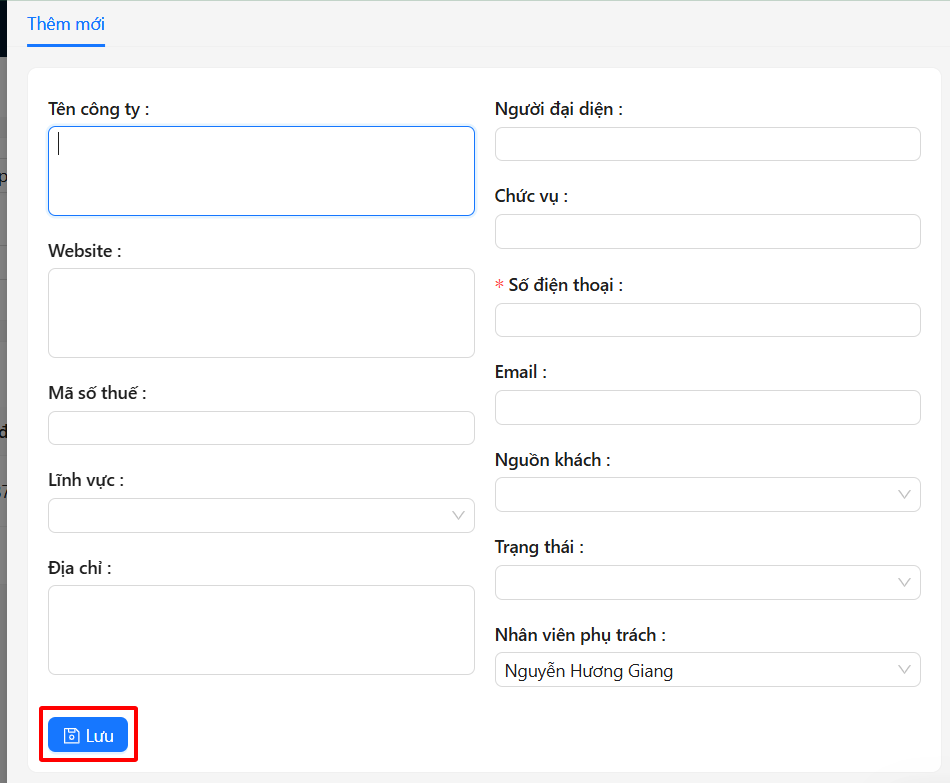 Thêm mới
Tên công ty :
Website :
Mã số thuế :
Lĩnh vực :
Địa chỉ :
Người đại diện :
Chức vụ :
* Số điện thoại :
Email :
Nguồn khách :
Trạng thái :
Nhân viên phụ trách :
Nguyễn Hương Giang
Lưu